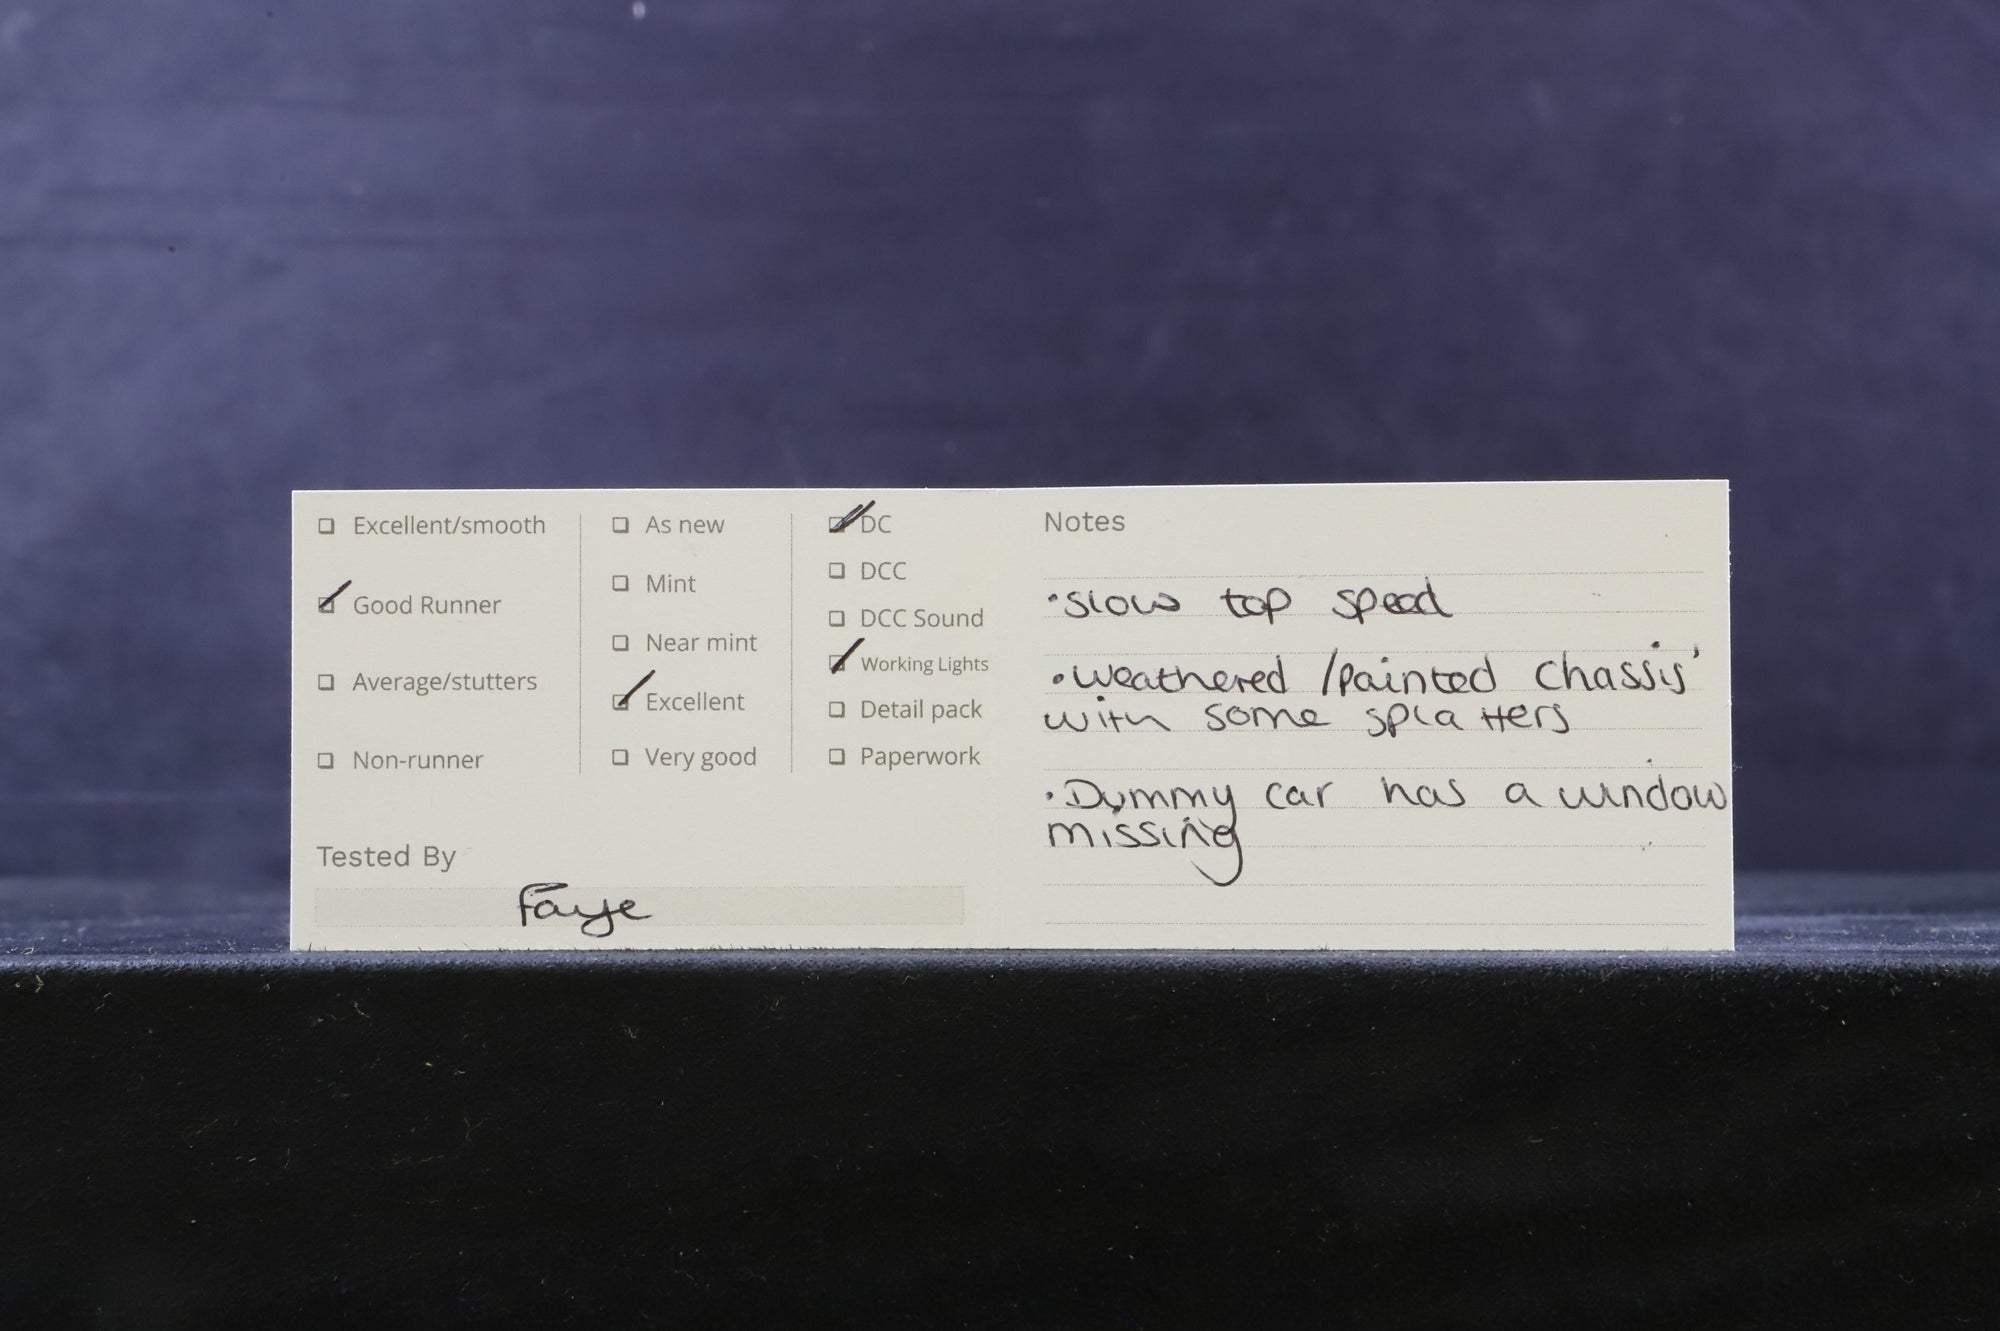 Excellent/smooth
Good Runner
Average/stutters
Non-runner
As new
Mint
Near mint
Excellent
Very good
DC
DCC
DCC Sound
Working Lights
Detail pack
Paperwork
Tested By
Faye
Notes
• Slow top speed
• Weathered / painted chassis'
with some splatters
• Dummy car has a window
missing